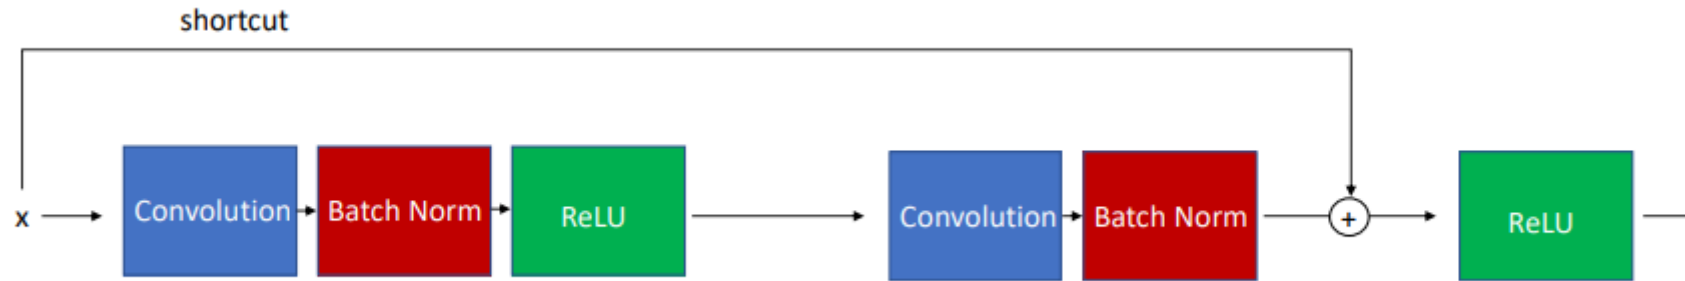 shortcut
x
Convolution
Batch Norm
ReLU
Convolution
Batch Norm
+
ReLU